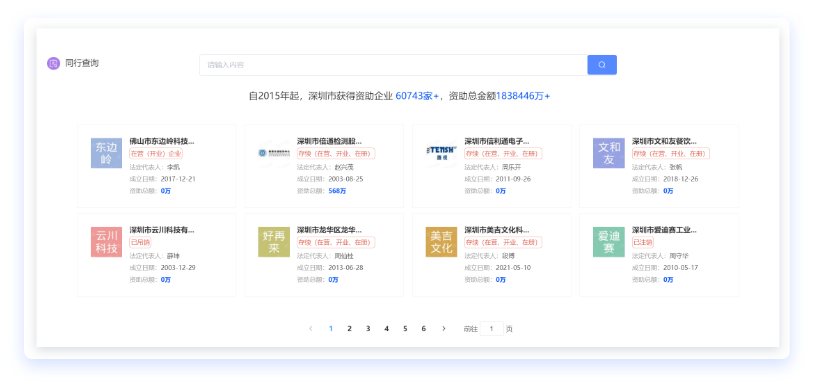 同行查询
请输入内容
自2015年起，深圳市获得资助企业 60743家+，资助总金额1838446万+
东边岭
佛山市东边岭科技...
在营（开业）企业
法定代表人：李凯
成立日期：2017-12-21
资助总额：0万
深圳市倍通检测股...
存续（在营、开业、在册）
法定代表人：赵兴茂
成立日期：2003-08-25
资助总额：568万
TENSH
深圳市信利通电子...
存续（在营、开业、在册）
法定代表人：周乐开
成立日期：2011-09-26
资助总额：0万
文和友
深圳市文和友餐饮...
存续（在营、开业、在册）
法定代表人：张帆
成立日期：2018-12-26
资助总额：0万
云川科技
深圳市云川科技有...
已吊销
法定代表人：薛坤
成立日期：2003-12-29
资助总额：0万
好再来
深圳市龙华区龙华...
存续（在营、开业、在册）
法定代表人：周仙桂
成立日期：2013-06-28
资助总额：0万
美吉文化
深圳市美吉文化科...
存续（在营、开业、在册）
法定代表人：段博
成立日期：2021-05-10
资助总额：0万
爱迪赛
深圳市爱迪赛工业...
已注销
法定代表人：周守华
成立日期：2010-05-17
资助总额：0万
1 2 3 4 5 6 前往 1 页